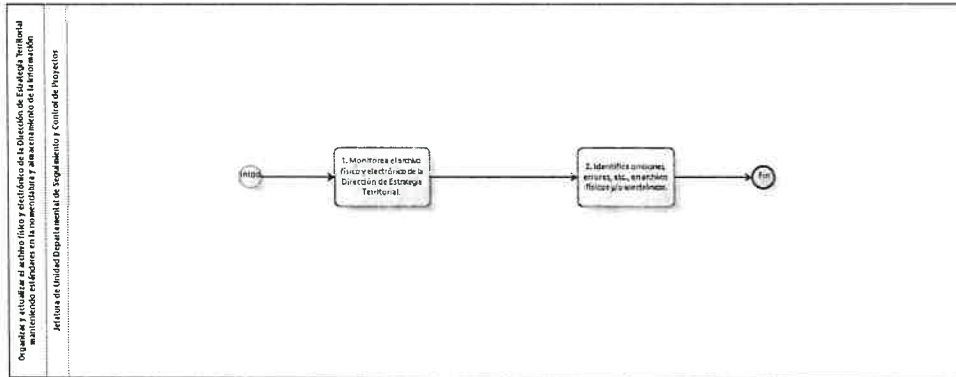 Organizar y actualizar el archivo físico y electrónico de la Dirección de Estrategia Territorial
manteniendo estándares en la nomenclatura y almacenamiento de la información
Jefatura de Unidad Departamental de Seguimiento y Control de Proyectos
Inicio
1. Monitorea el archivo
físico y electrónico de la
Dirección de Estrategia
Territorial.
2. Identifica omisiones,
errores, etc., en archivos
físicos y/o electrónicos.
Fin